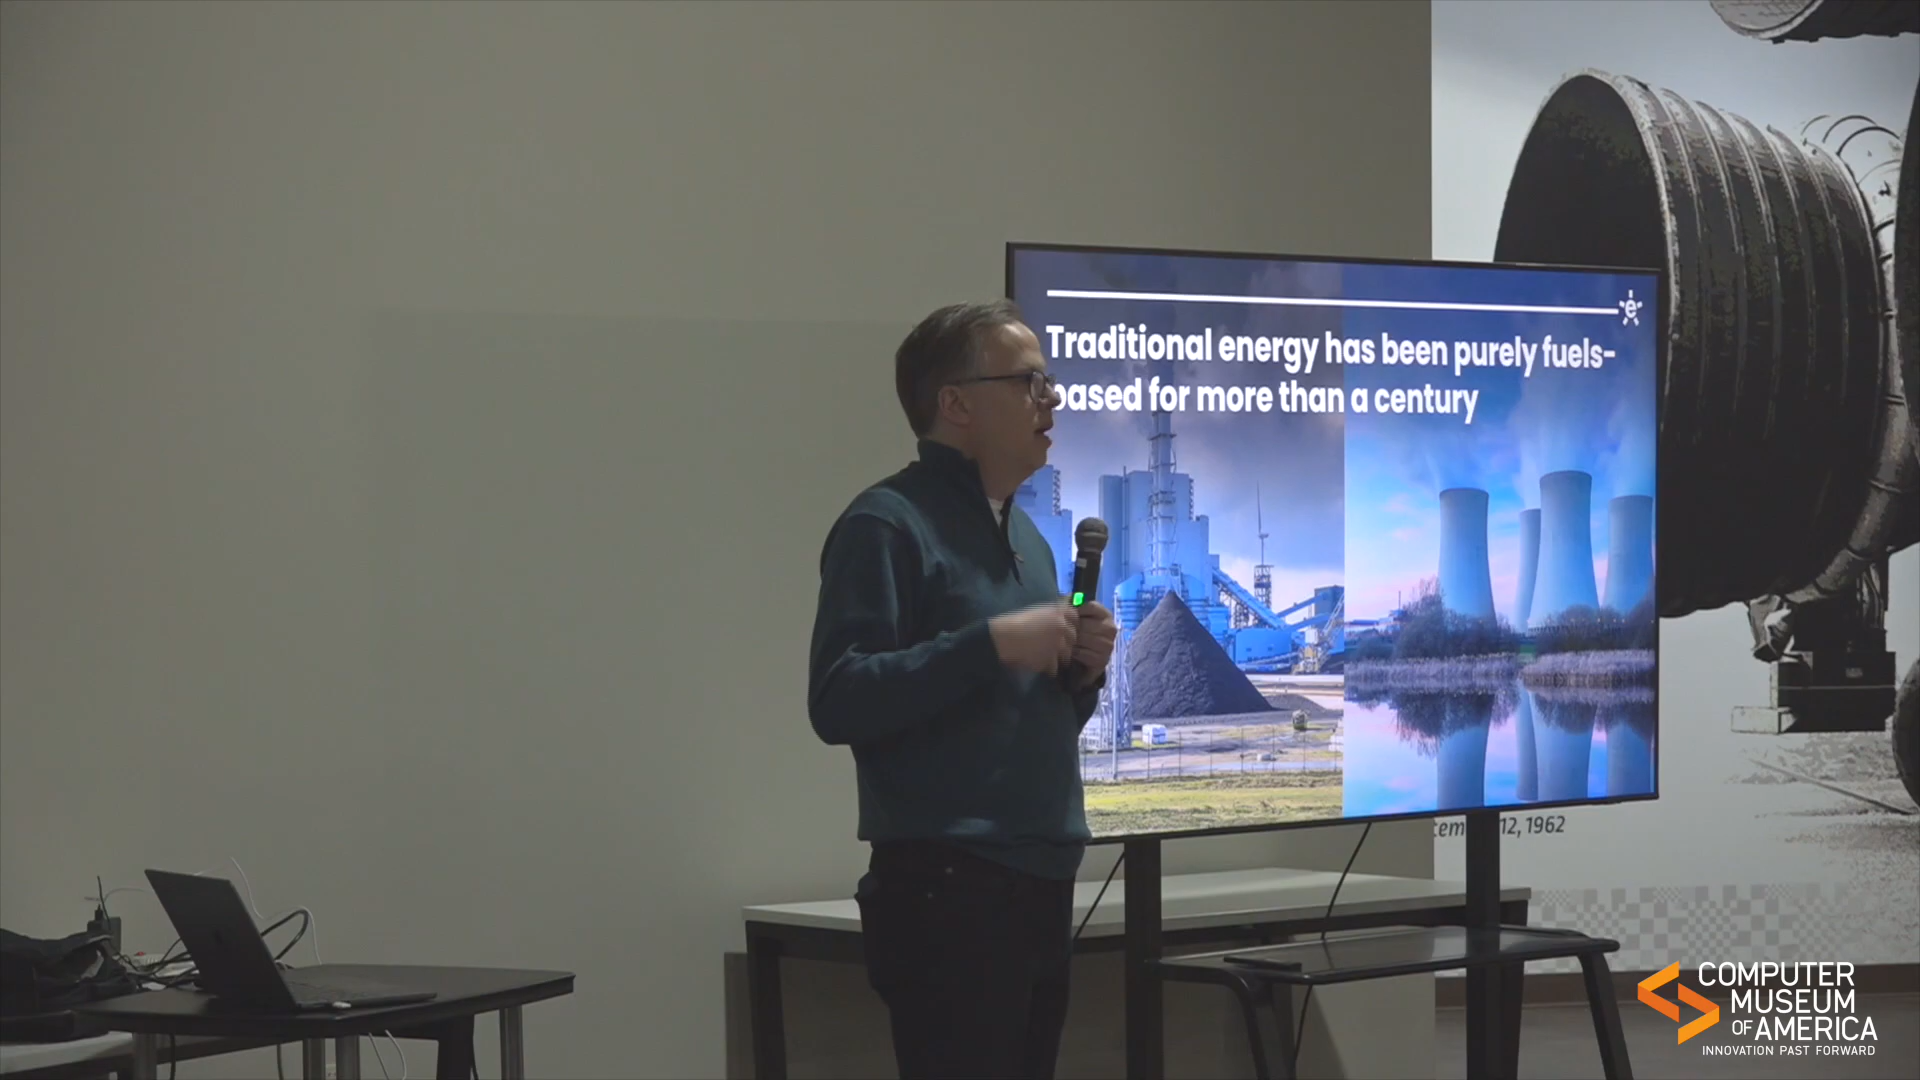 Traditional energy has been purely fuels-
based for more than a century
e
12, 1962
COMPUTER
MUSEUM
OF AMERICA
INNOVATION PAST FORWARD